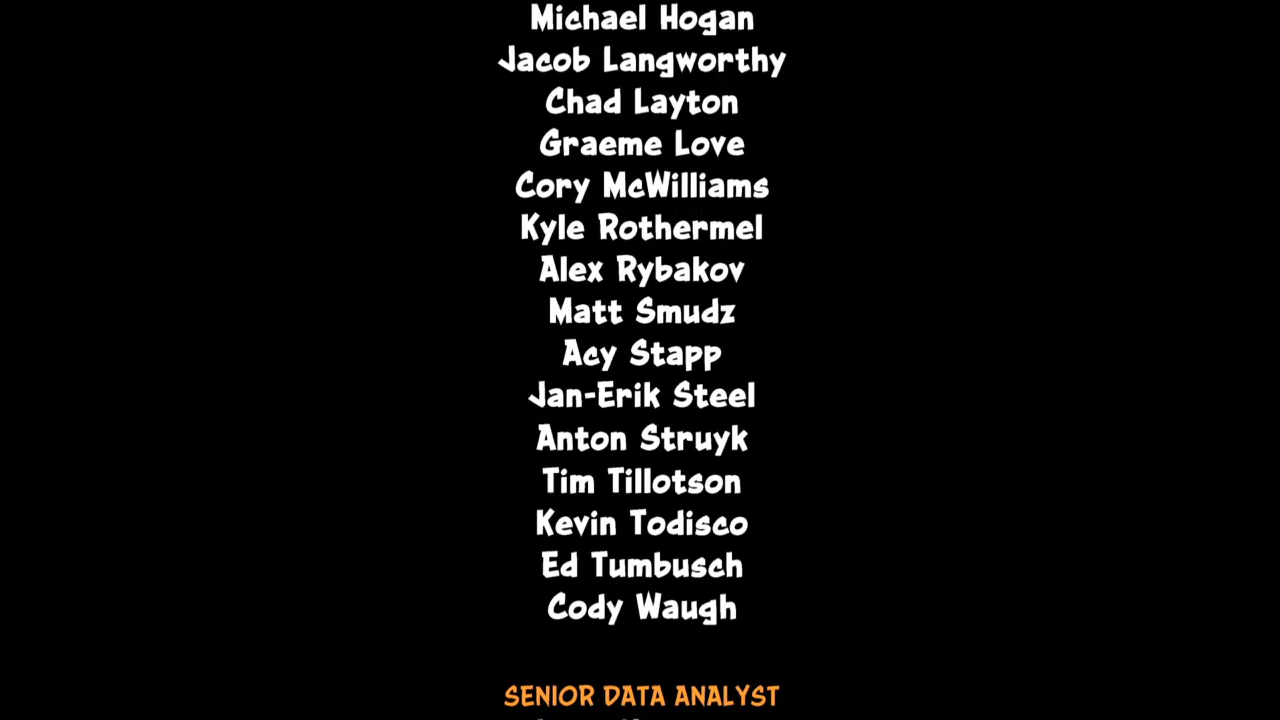 Michael Hogan
Jacob Langworthy
Chad Layton
Graeme Love
Cory McWilliams
Kyle Rothermel
Alex Rybakov
Matt Smudz
Acy Stapp
Jan-Erik Steel
Anton Struyk
Tim Tillotson
Kevin Todisco
Ed Tumbusch
Cody Waugh
SENIOR DATA ANALYST